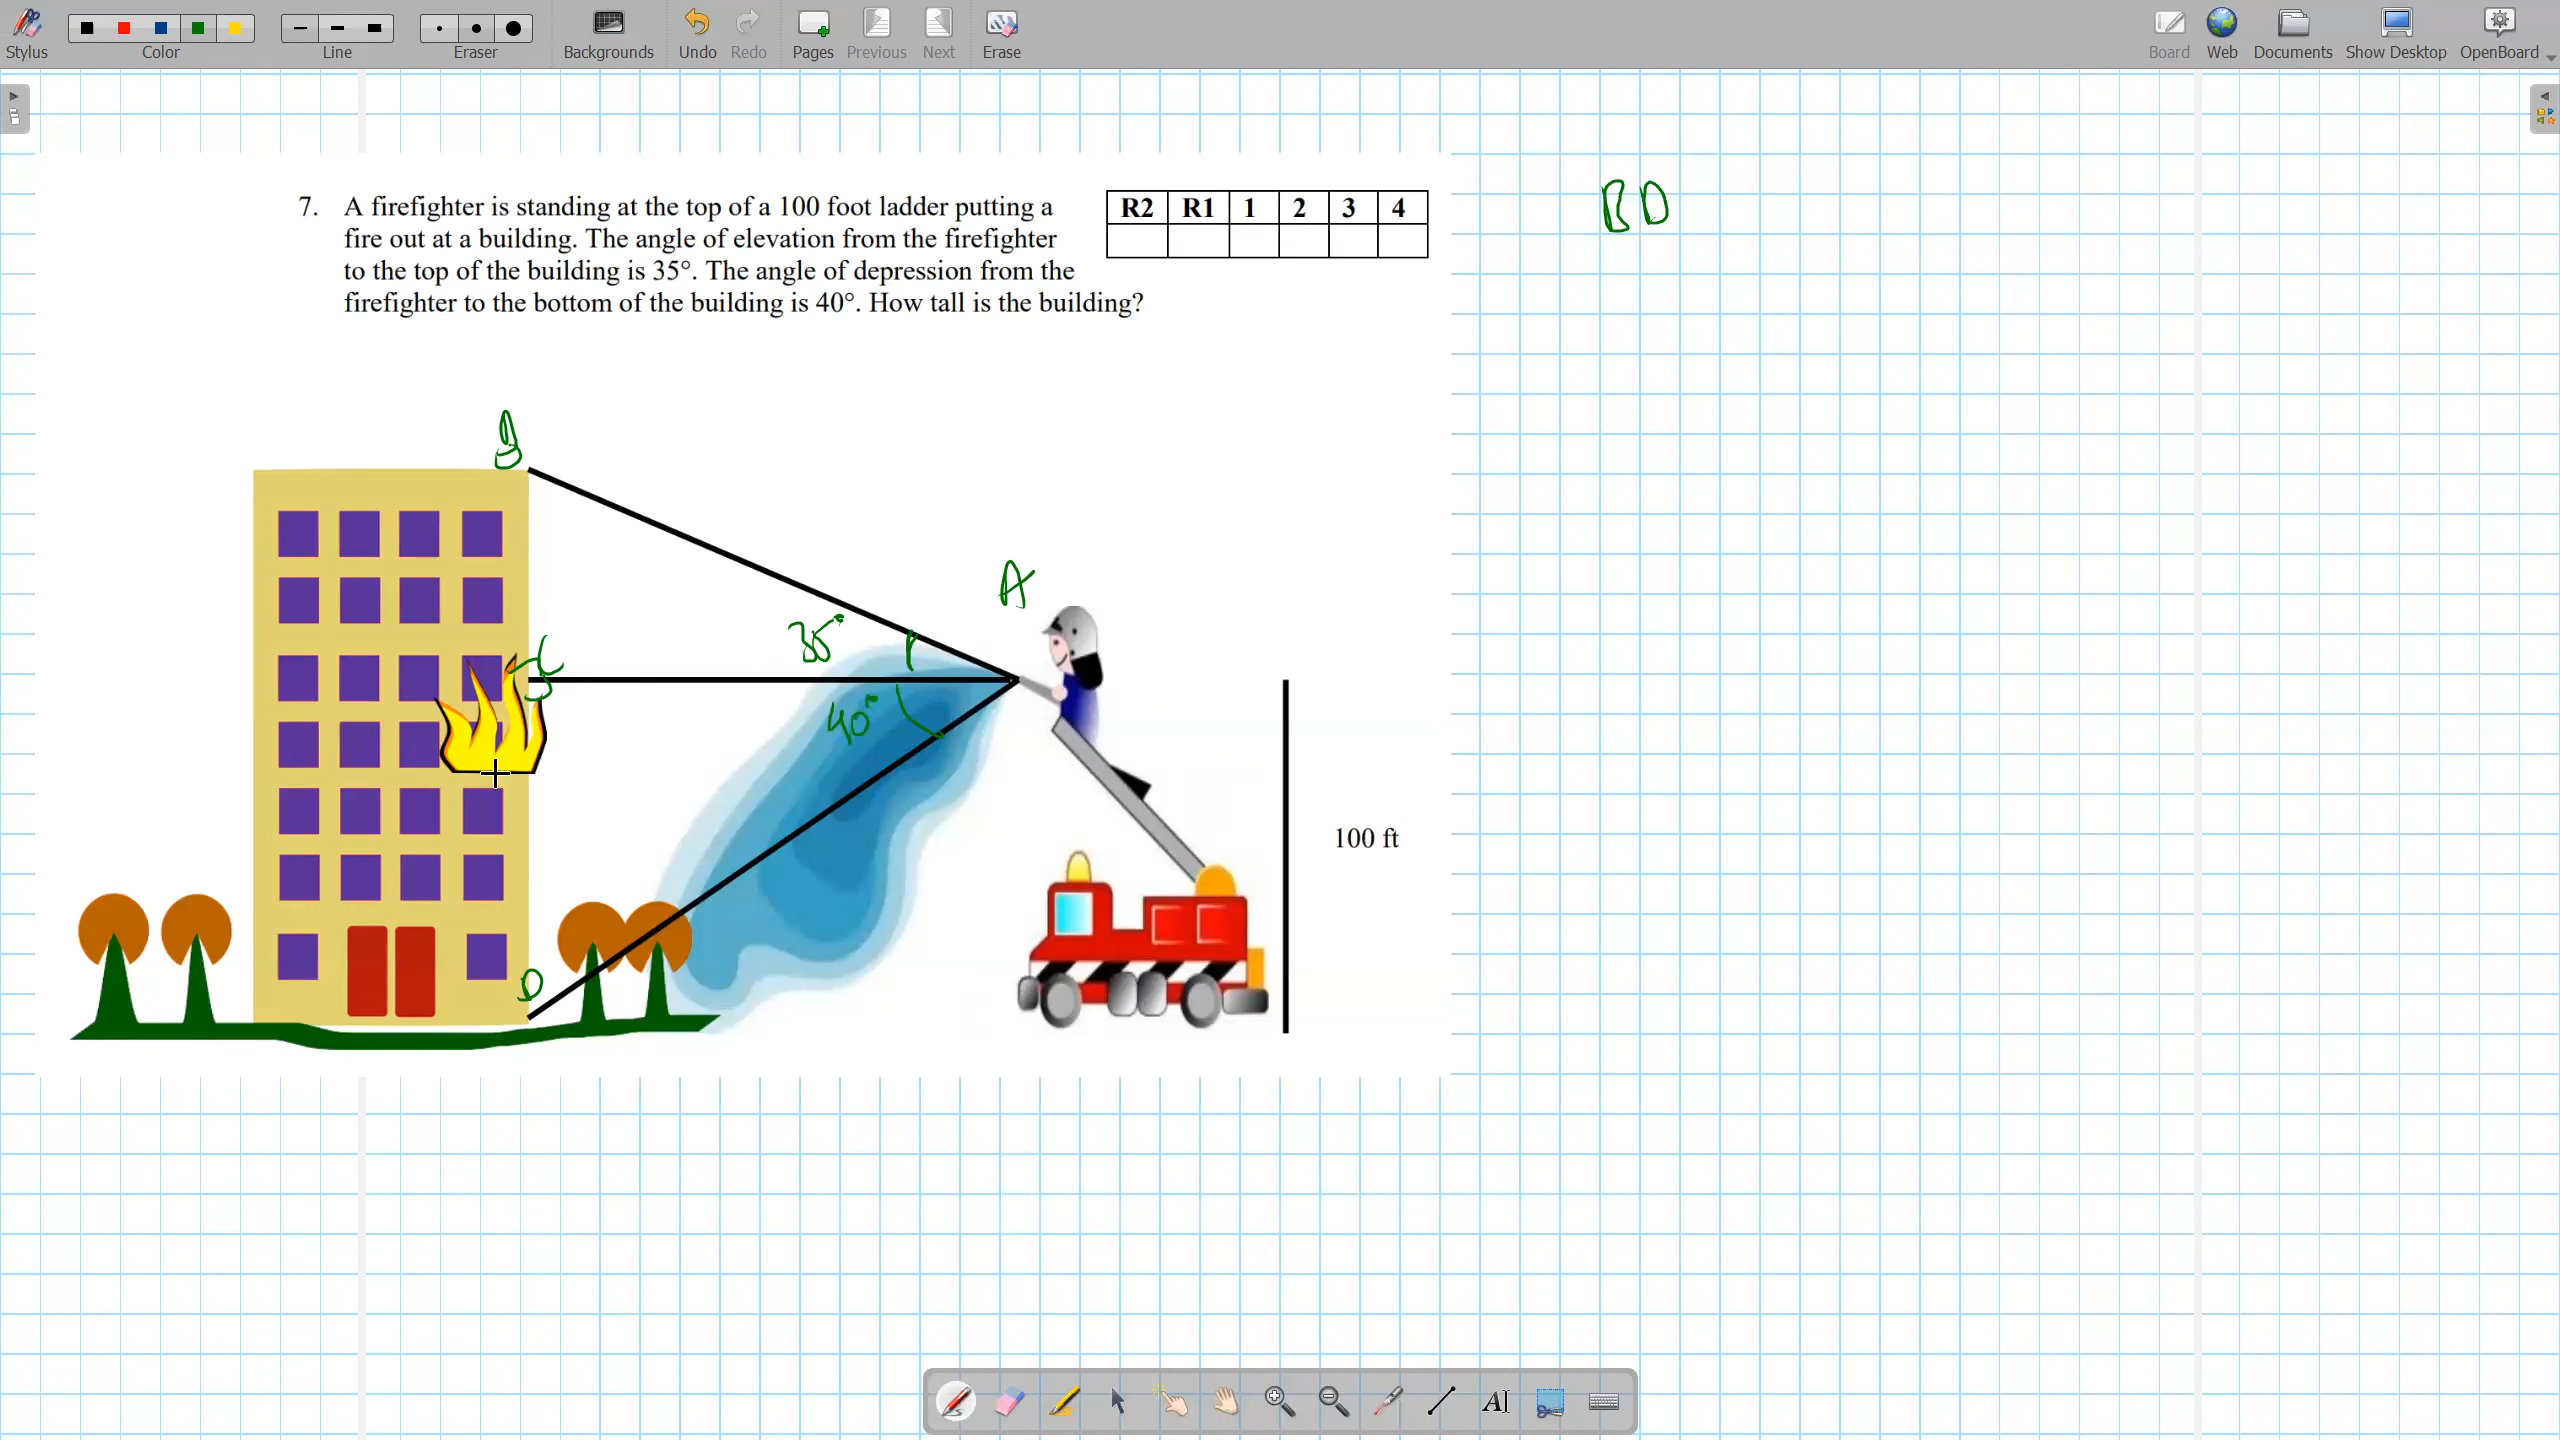 Stylus
Color
Line
Eraser
Backgrounds
Undo
Redo
Pages
Previous
Next
Erase
Board
Web
Documents
Show Desktop
OpenBoard
7. A firefighter is standing at the top of a 100 foot ladder putting a
fire out at a building. The angle of elevation from the firefighter
to the top of the building is 35°. The angle of depression from the
firefighter to the bottom of the building is 40°. How tall is the building?
R2 R1 1 2 3 4
BD
B
A
35°
C
40°
100 ft
D
AI